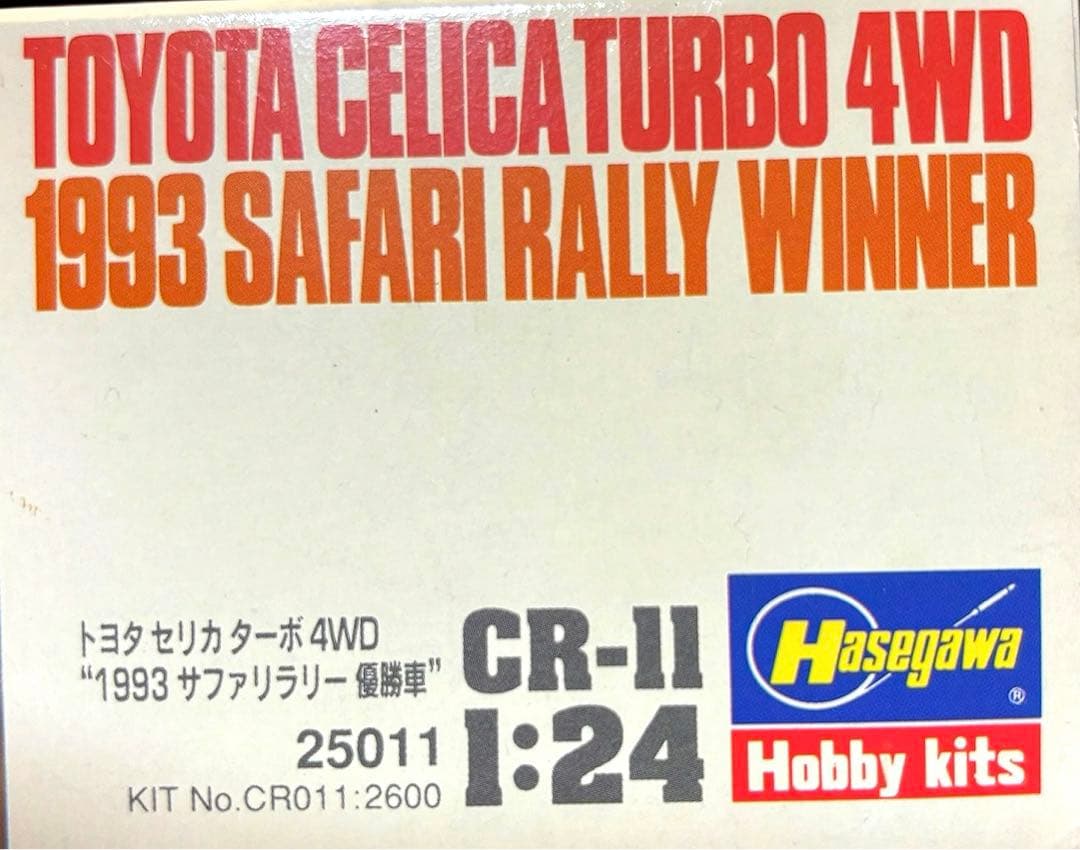 TOYOTA CELICA TURBO 4WD
1993 SAFARI RALLY WINNER
トヨタ セリカ ターボ 4WD
“1993 サファリラリー 優勝車”
25011
KIT No.CR011:2600
CR-11
1:24
Hasegawa
®
Hobby kits